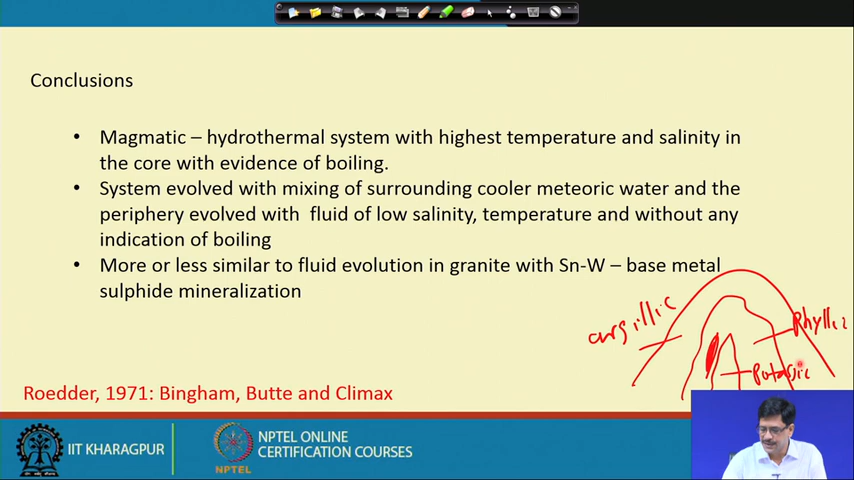 Conclusions
• Magmatic – hydrothermal system with highest temperature and salinity in
the core with evidence of boiling.
• System evolved with mixing of surrounding cooler meteoric water and the
periphery evolved with fluid of low salinity, temperature and without any
indication of boiling
• More or less similar to fluid evolution in granite with Sn-W – base metal
sulphide mineralization
argillic
Phyllic
Potassic
Roedder, 1971: Bingham, Butte and Climax
IIT KHARAGPUR
NPTEL
NPTEL ONLINE
CERTIFICATION COURSES